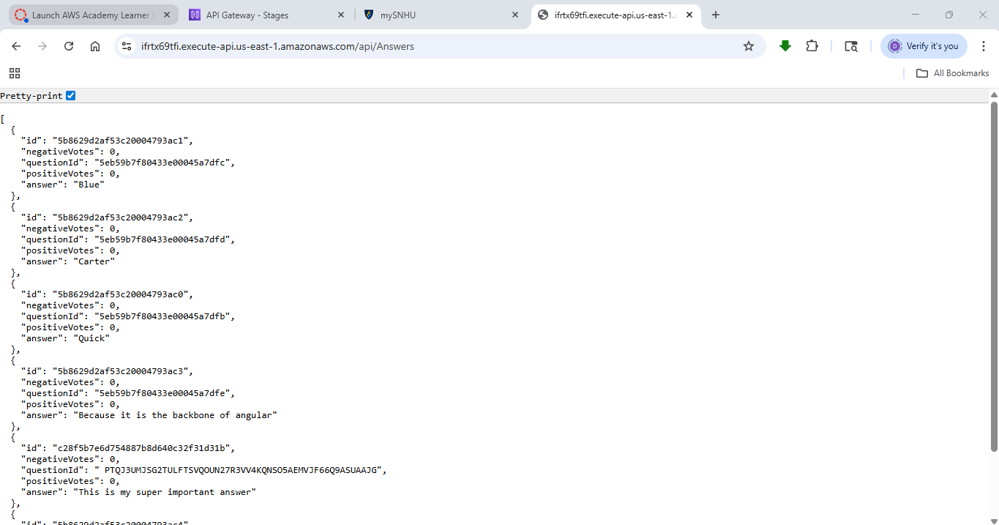 Launch AWS Academy Learner L
API Gateway - Stages
mySNHU
ifrtx69tfi.execute-api.us-east-1.a
ifrtx69tfi.execute-api.us-east-1.amazonaws.com/api/Answers
D
Verify it's you
All Bookmarks
Pretty-print
[
{
"id": "5b8629d2af53c20004793ac1",
"negativeVotes": 0,
"questionId": "5eb59b7f80433e00045a7dfc",
"positiveVotes": 0,
"answer": "Blue"
},
{
"id": "5b8629d2af53c20004793ac2",
"negativeVotes": 0,
"questionId": "5eb59b7f80433e00045a7dfd",
"positiveVotes": 0,
"answer": "Carter"
},
{
"id": "5b8629d2af53c20004793ac0",
"negativeVotes": 0,
"questionId": "5eb59b7f80433e00045a7dfb",
"positiveVotes": 0,
"answer": "Quick"
},
{
"id": "5b8629d2af53c20004793ac3",
"negativeVotes": 0,
"questionId": "5eb59b7f80433e00045a7dfe",
"positiveVotes": 0,
"answer": "Because it is the backbone of angular"
},
{
"id": "c28f5b7e6d754887b8d640c32f31d31b",
"negativeVotes": 0,
"questionId": " PTQJ3UMJSG2TULFTSVQOUN27R3VV4KQNSO5AEMVJF66Q9ASUAAJG",
"positiveVotes": 0,
"answer": "This is my super important answer"
},
{
"id": "5b8629d2af53c20004793ac4",